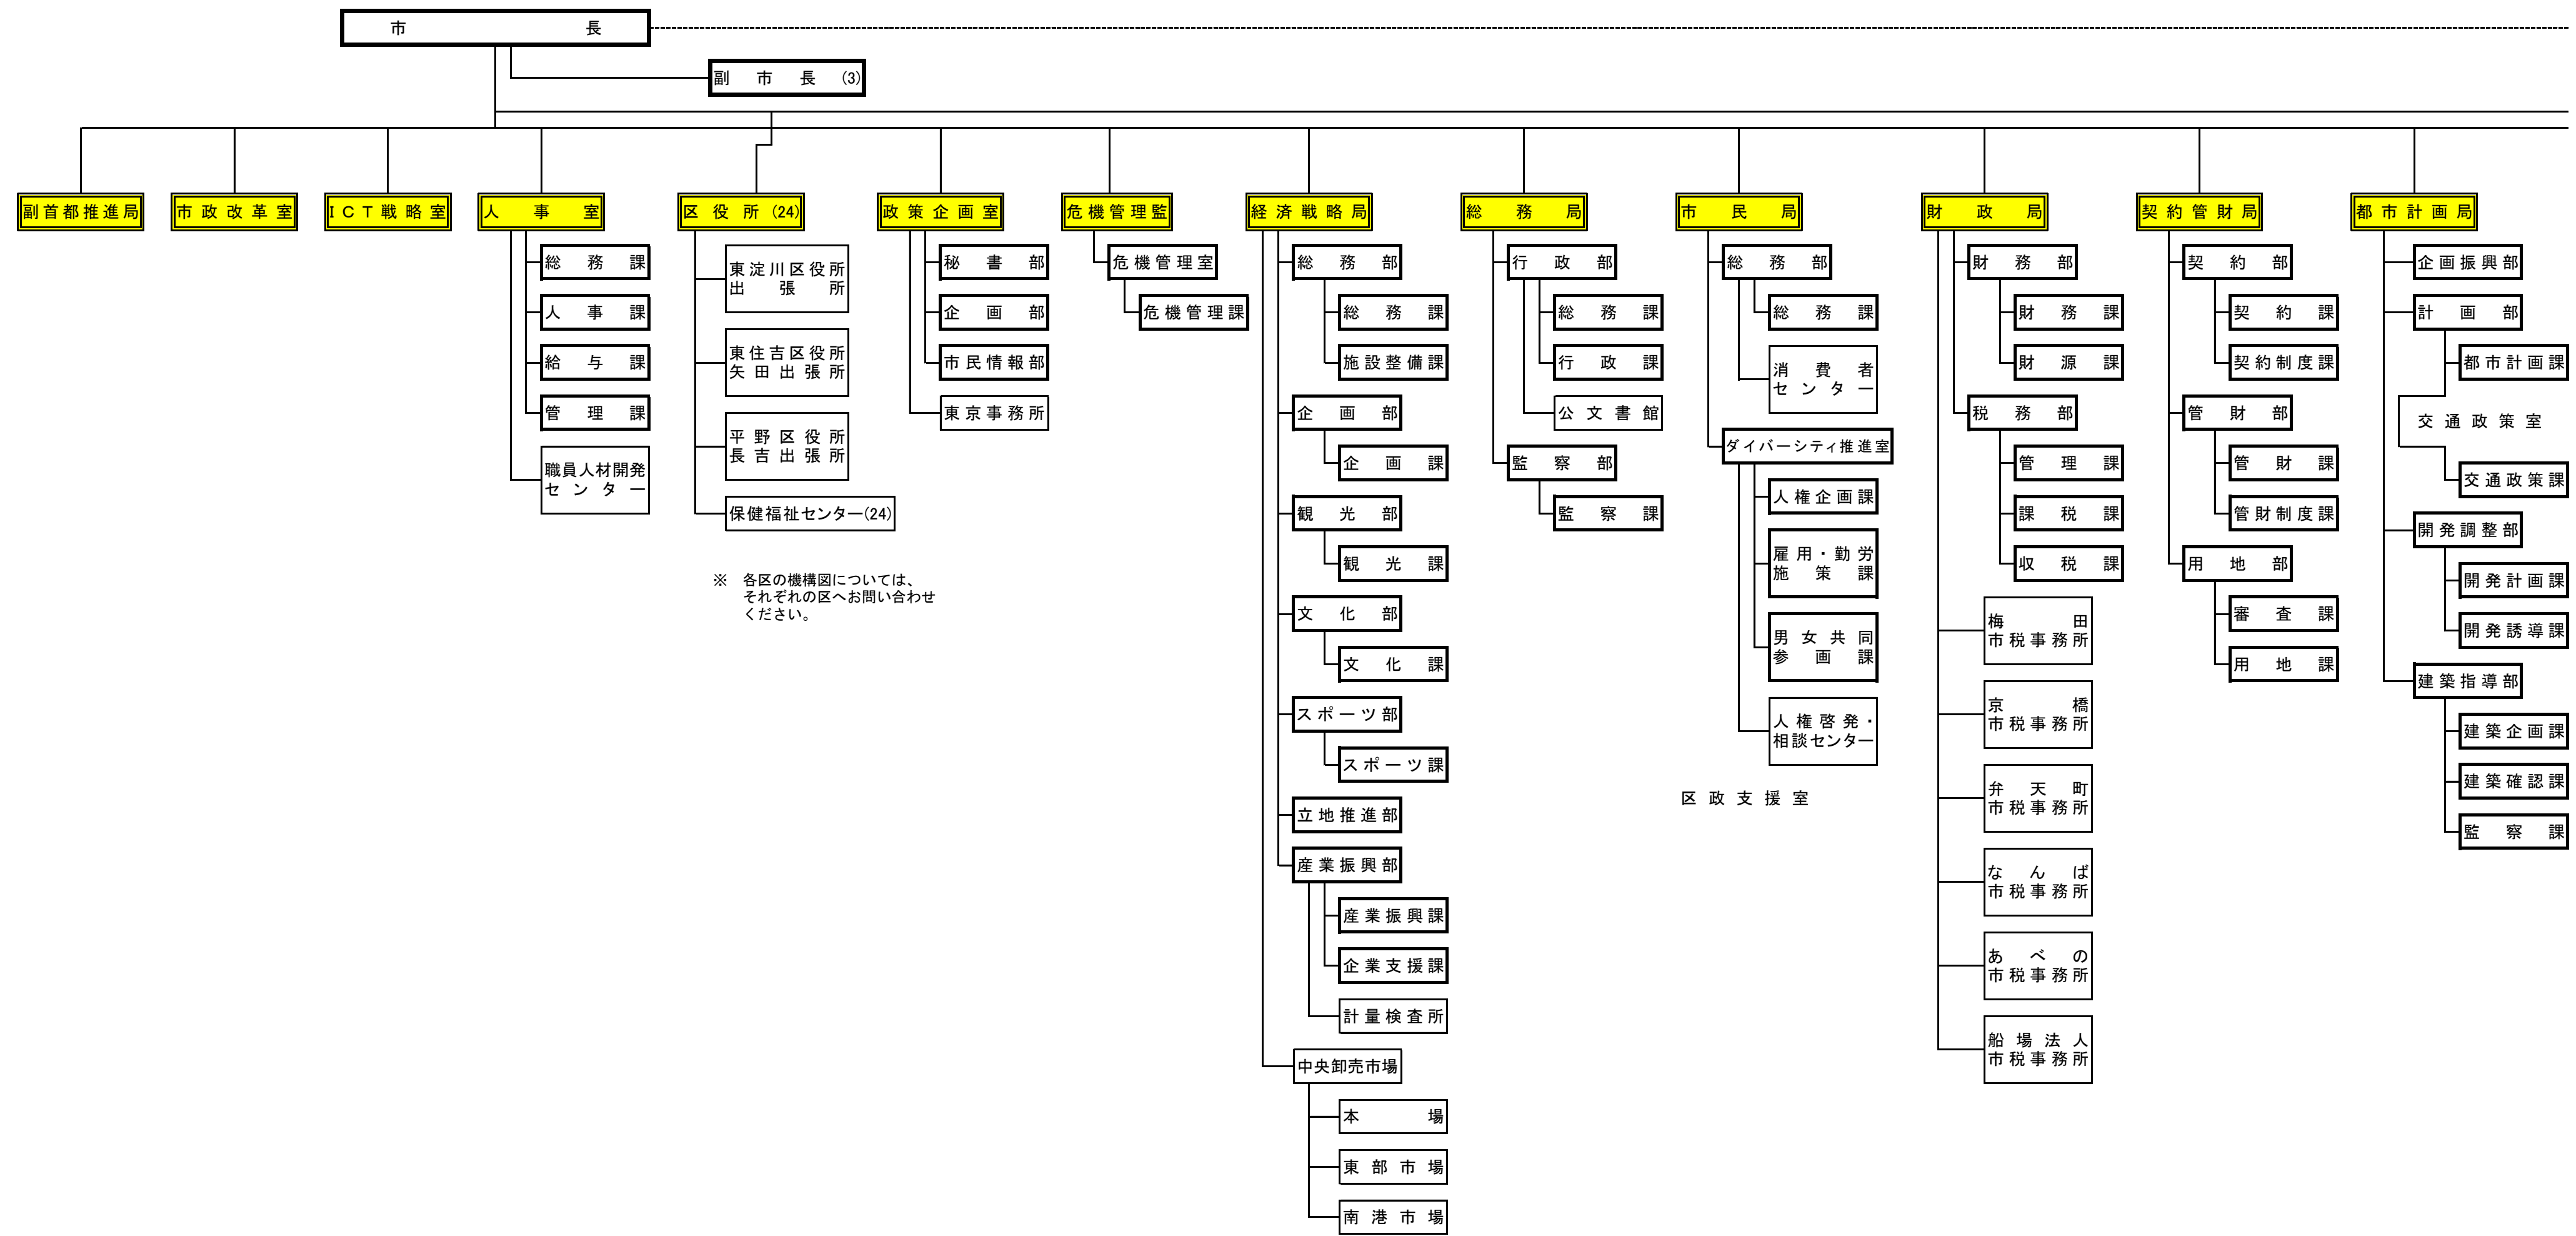 市長
副市長(3)
副首都推進局
市政改革室
ICT戦略室
人事室
総務課
人事課
給与課
管理課
職員人材開発
センター
区役所(24)
東淀川区役所
出張所
東住吉区役所
矢田出張所
平野区役所
長吉出張所
保健福祉センター(24)
※ 各区の機構図については、
それぞれの区へお問い合わせ
ください。
政策企画室
秘書部
企画部
市民情報部
東京事務所
危機管理監
危機管理室
危機管理課
経済戦略局
総務部
総務課
施設整備課
企画部
企画課
観光部
観光課
文化部
文化課
スポーツ部
スポーツ課
立地推進部
産業振興部
産業振興課
企業支援課
計量検査所
中央卸売市場
本場
東部市場
南港市場
総務局
行政部
総務課
行政課
公文書館
監察部
監察課
市民局
総務部
総務課
消費者
センター
ダイバーシティ推進室
人権企画課
雇用・勤労
施策課
男女共同
参画課
人権啓発・
相談センター
区政支援室
財政局
財務部
財務課
財源課
税務部
管理課
課税課
収税課
梅田
市税事務所
京橋
市税事務所
弁天町
市税事務所
なんば
市税事務所
あべの
市税事務所
船場法人
市税事務所
契約管財局
契約部
契約課
契約制度課
管財部
管財課
管財制度課
用地部
審査課
用地課
都市計画局
企画振興部
計画部
都市計画課
交通政策室
交通政策課
開発調整部
開発計画課
開発誘導課
建築指導部
建築企画課
建築確認課
監察課